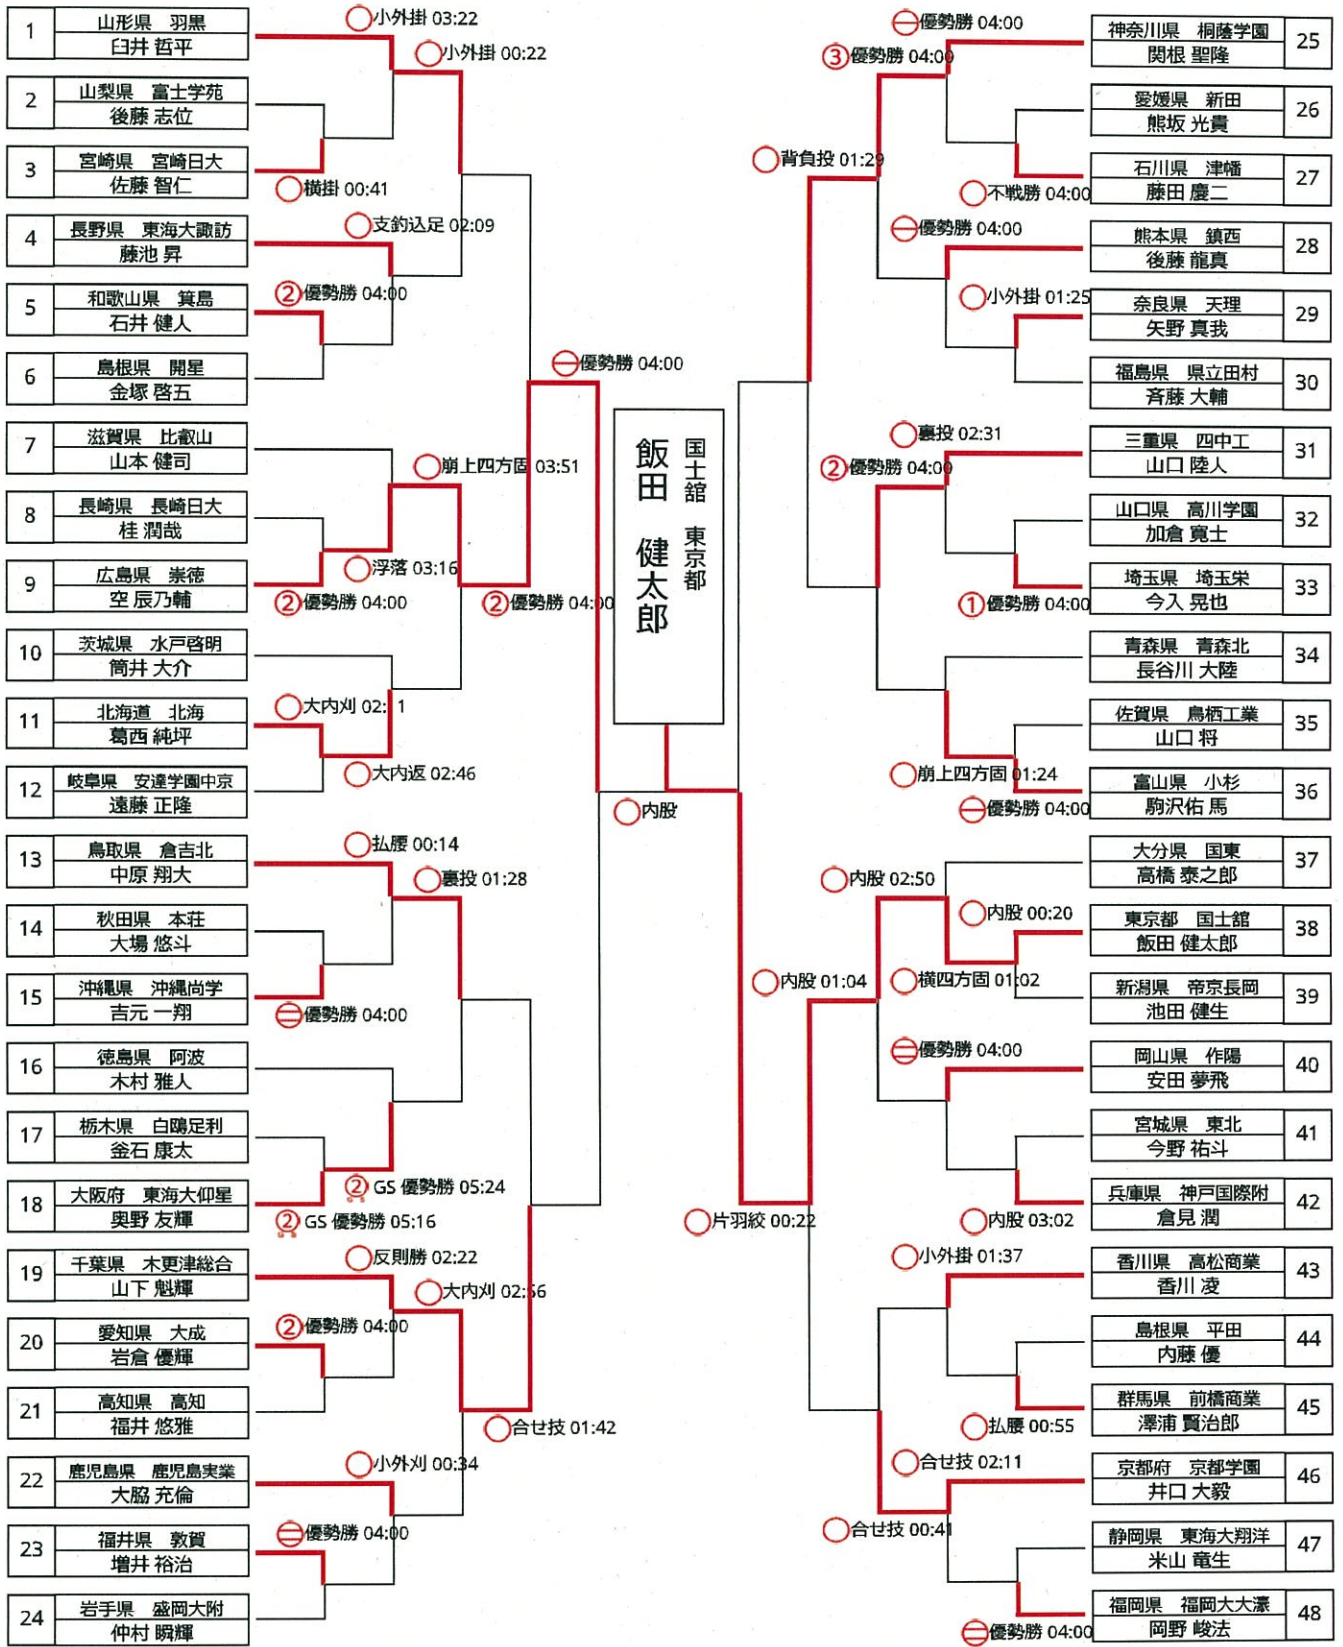 1
山形県　羽黒
臼井 哲平
2
山梨県　富士学苑
後藤 志位
3
宮崎県　宮崎日大
佐藤 智仁
4
長野県　東海大諏訪
藤池 昇
5
和歌山県　箕島
石井 健人
6
島根県　開星
金塚 啓五
7
滋賀県　比叡山
山本 健司
8
長崎県　長崎日大
桂 潤哉
9
広島県　崇徳
空 辰乃輔
10
茨城県　水戸啓明
筒井 大介
11
北海道　北海
葛西 純坪
12
岐阜県　安達学園中京
遠藤 正隆
13
鳥取県　倉吉北
中原 翔大
14
秋田県　本荘
大場 悠斗
15
沖縄県　沖縄尚学
吉元 一翔
16
徳島県　阿波
木村 雅人
17
栃木県　白鴎足利
釜石 康太
18
大阪府　東海大仰星
奥野 友輝
19
千葉県　木更津総合
山下 魁輝
20
愛知県　大成
岩倉 優輝
21
高知県　高知
福井 悠雅
22
鹿児島県　鹿児島実業
大脇 充倫
23
福井県　敦賀
増井 裕治
24
岩手県　盛岡大附
仲村 瞬輝
小外掛 03:22
小外掛 00:22
横掛 00:41
支釣込足 02:09
②優勢勝 04:00
優勢勝 04:00
崩上四方固 03:51
浮落 03:16
②優勢勝 04:00
②優勢勝 04:00
大内刈 02:11
大内返 02:46
内股
払腰 00:14
裏投 01:28
優勢勝 04:00
② GS 優勢勝 05:24
② GS 優勢勝 05:16
反則勝 02:22
大内刈 02:56
②優勢勝 04:00
合せ技 01:42
小外刈 00:34
優勢勝 04:00
国士舘　東京都
飯田　健太郎
優勢勝 04:00
③優勢勝 04:00
背負投 01:29
不戦勝 04:00
優勢勝 04:00
小外掛 01:25
裏投 02:31
②優勢勝 04:00
①優勢勝 04:00
崩上四方固 01:24
優勢勝 04:00
内股 02:50
内股 00:20
内股 01:04
横四方固 01:02
優勢勝 04:00
内股 03:02
片羽絞 00:22
小外掛 01:37
払腰 00:55
合せ技 02:11
合せ技 00:41
優勢勝 04:00
神奈川県　桐蔭学園
関根 聖隆
25
愛媛県　新田
熊坂 光貴
26
石川県　津幡
藤田 慶二
27
熊本県　鎮西
後藤 龍真
28
奈良県　天理
矢野 真我
29
福島県　県立田村
斉藤 大輔
30
三重県　四中工
山口 陸人
31
山口県　高川学園
加倉 寛士
32
埼玉県　埼玉栄
今入 晃也
33
青森県　青森北
長谷川 大陸
34
佐賀県　鳥栖工業
山口 将
35
富山県　小杉
駒沢佑 馬
36
大分県　国東
高橋 泰之郎
37
東京都　国士舘
飯田 健太郎
38
新潟県　帝京長岡
池田 健生
39
岡山県　作陽
安田 夢飛
40
宮城県　東北
今野 祐斗
41
兵庫県　神戸国際附
倉見 潤
42
香川県　高松商業
香川 凌
43
島根県　平田
内藤 優
44
群馬県　前橋商業
澤浦 賢治郎
45
京都府　京都学園
井口 大毅
46
静岡県　東海大翔洋
米山 竜生
47
福岡県　福岡大大濠
岡野 峻法
48